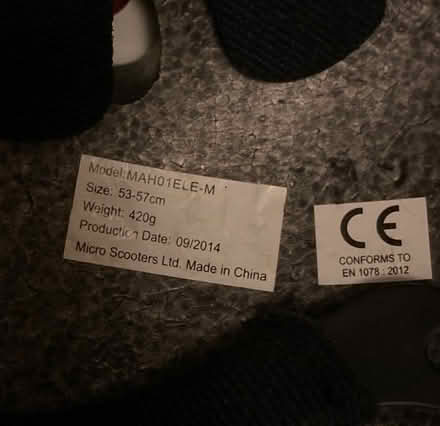 Model:MAH01ELE-M
Size: 53-57cm
Weight: 420g
Production Date: 09/2014
Micro Scooters Ltd. Made in China
CE
CONFORMS TO
EN 1078 : 2012